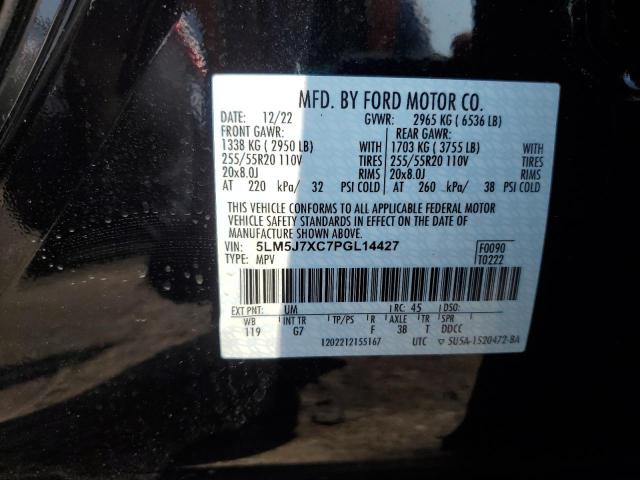 MFD. BY FORD MOTOR CO.
DATE: 12/22 GVWR: 2965 KG ( 6536 LB)
FRONT GAWR: REAR GAWR:
1338 KG ( 2950 LB) WITH 1703 KG ( 3755 LB) WITH
255/55R20 110V TIRES 255/55R20 110V TIRES
20x8.0J RIMS 20x8.0J RIMS
AT 220 kPa/ 32 PSI COLD AT 260 kPa/ 38 PSI COLD
THIS VEHICLE CONFORMS TO ALL APPLICABLE FEDERAL MOTOR
VEHICLE SAFETY STANDARDS IN EFFECT ON THE DATE OF
MANUFACTURE SHOWN ABOVE.
VIN: 5LM5J7XC7PGL14427 F0090
TYPE: MPV T0222
EXT PNT: UM RC: 45 DSO:
WB INT TR TP/PS R AXLE TR SPR
119 G7 F 38 T DDCC
1202212155167 UTC ▽ 5U5A-1520472-BA